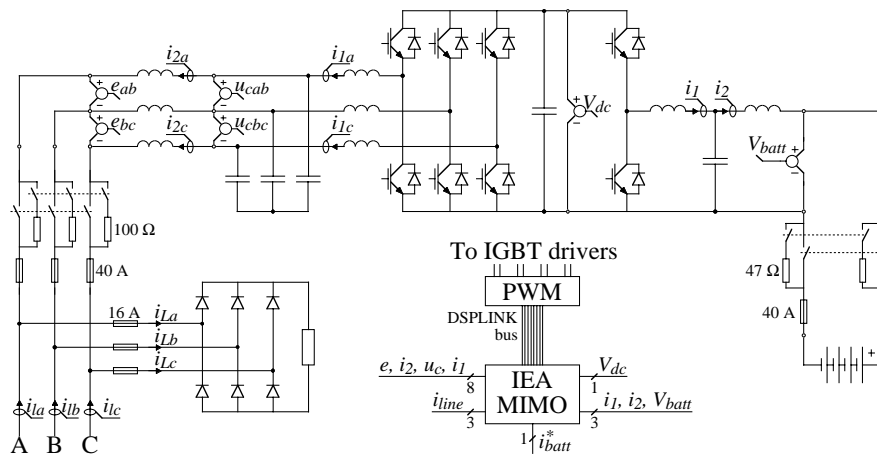 i2a
i1a
eab
ucab
ebc
ucbc
i2c
i1c
Vdc
i1
i2
Vbatt
+
−
+
−
+
−
+
−
+
−
+
−
100 Ω
40 A
16 A
iLa
iLb
iLc
ila
ilb
ilc
A B C
To IGBT drivers
PWM
DSPLINK
bus
e, i2, uc, i1
8
IEA
MIMO
Vdc
1
iline
3
i1, i2, Vbatt
3
1
i*batt
47 Ω
40 A
+